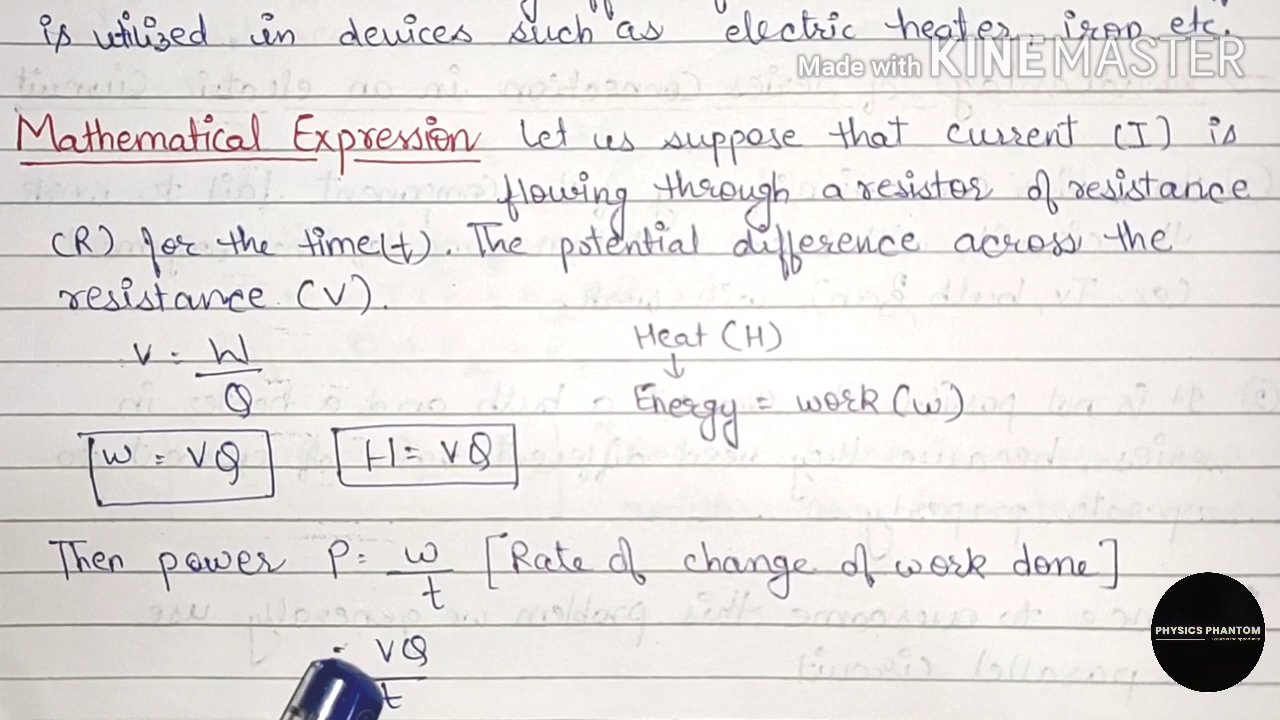 is utilized in devices such as electric heater, iron etc.
Made with KINEMASTER
Mathematical Expression Let us suppose that current (I) is
flowing through a resistor of resistance
(R) for the time(t). The potential difference across the
resistance (V).
V = W
Q
Heat (H)
↓
Energy = work (w)
W = VQ
H = VQ
Then power P = w [Rate of change of work done]
t
= VQ
t
PHYSICS PHANTOM